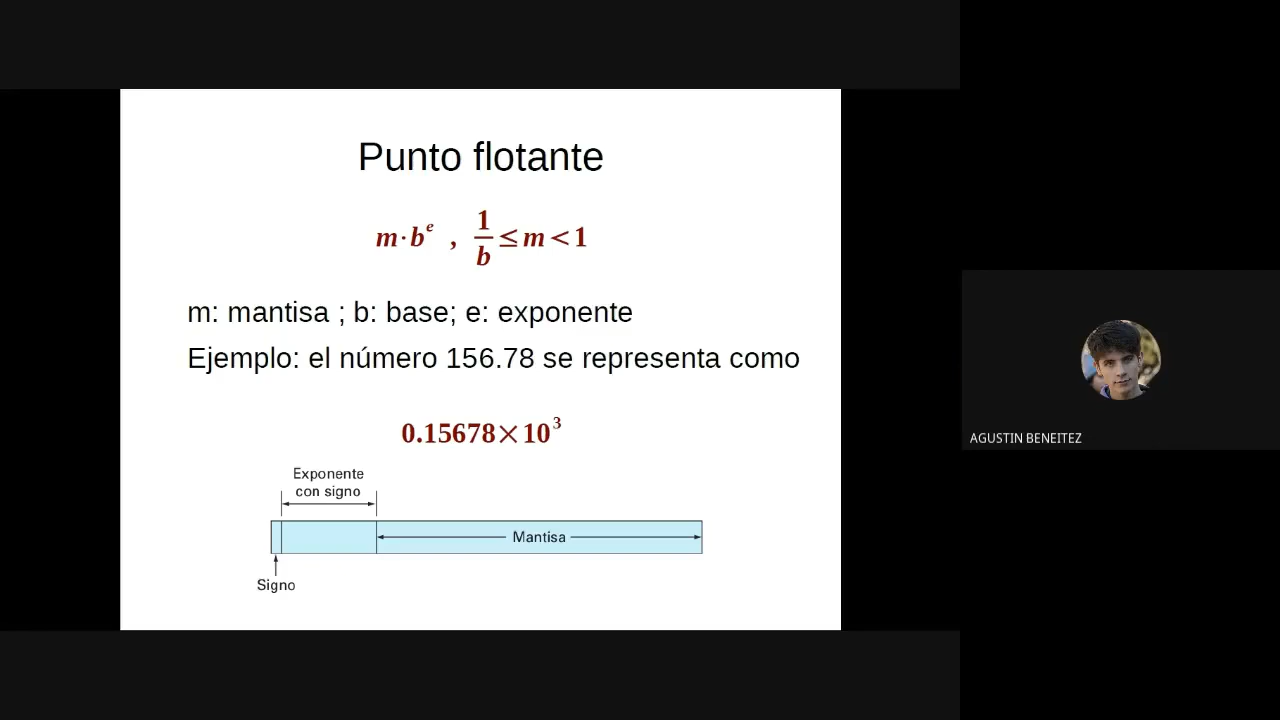 Punto flotante
m·b^e , 1/b ≤ m < 1
m: mantisa ; b: base; e: exponente
Ejemplo: el número 156.78 se representa como
0.15678×10^3
Exponente
con signo
Mantisa
Signo
AGUSTIN BENEITEZ